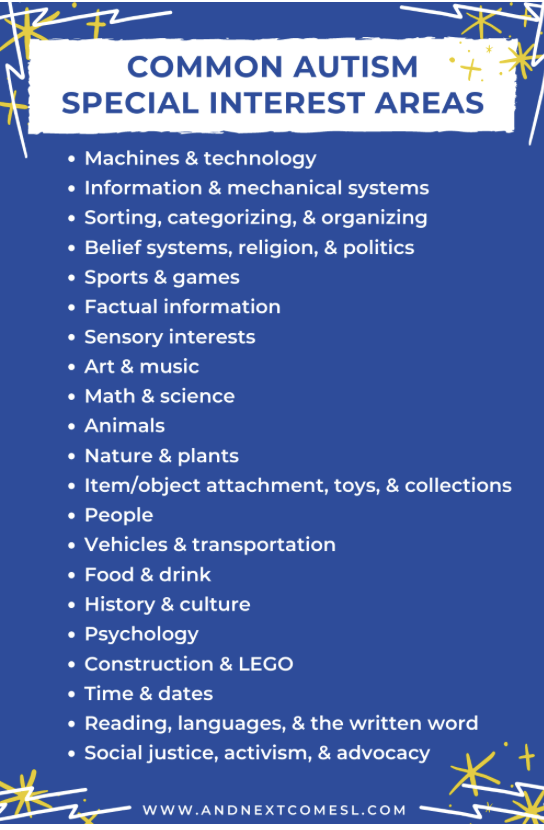 COMMON AUTISM
SPECIAL INTEREST AREAS
• Machines & technology
• Information & mechanical systems
• Sorting, categorizing, & organizing
• Belief systems, religion, & politics
• Sports & games
• Factual information
• Sensory interests
• Art & music
• Math & science
• Animals
• Nature & plants
• Item/object attachment, toys, & collections
• People
• Vehicles & transportation
• Food & drink
• History & culture
• Psychology
• Construction & LEGO
• Time & dates
• Reading, languages, & the written word
• Social justice, activism, & advocacy
WWW.ANDNEXTCOMESL.COM